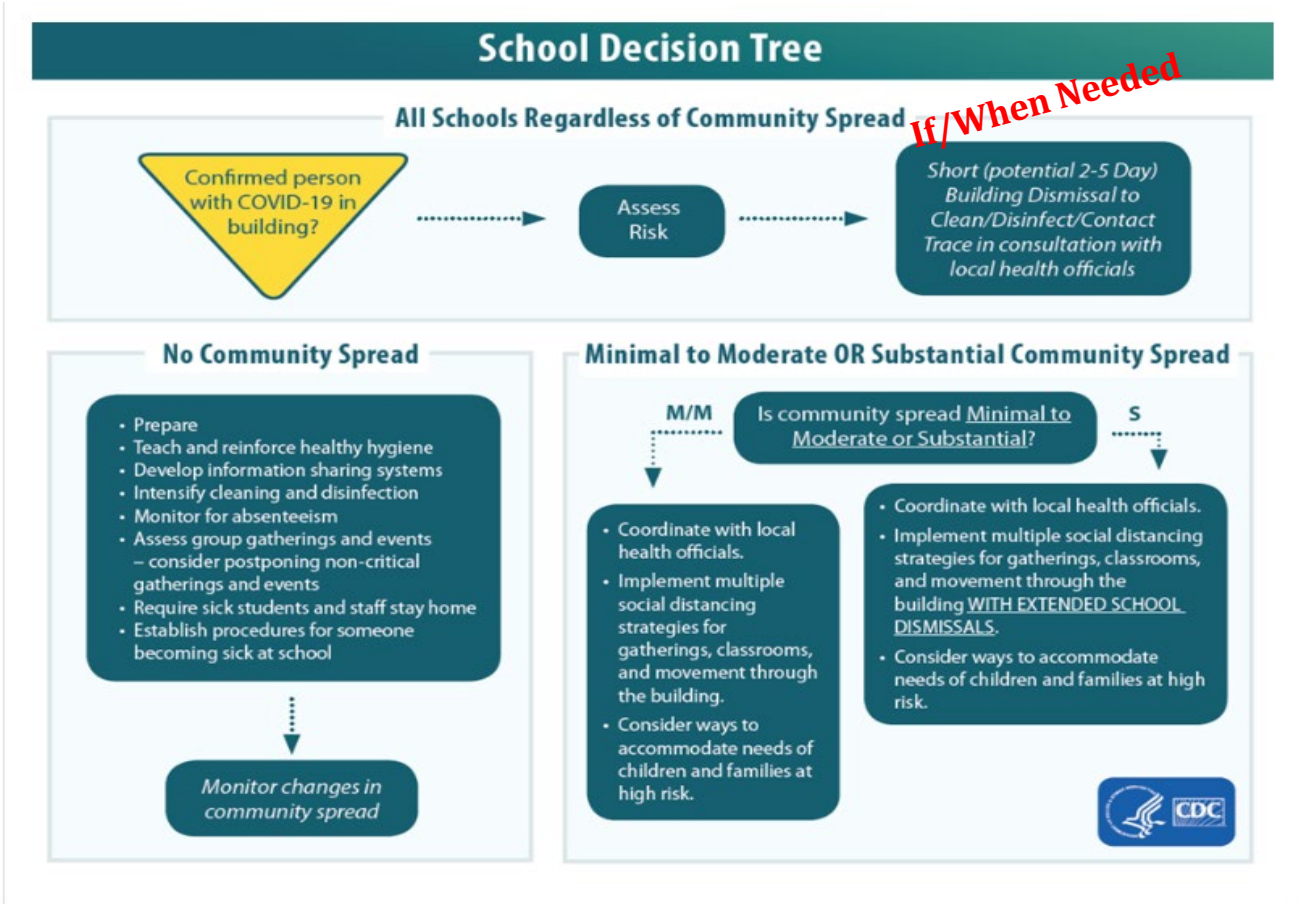 School Decision Tree
If/When Needed
All Schools Regardless of Community Spread
Confirmed person
with COVID-19 in
building?
Assess
Risk
Short (potential 2-5 Day)
Building Dismissal to
Clean/Disinfect/Contact
Trace in consultation with
local health officials
No Community Spread
• Prepare
• Teach and reinforce healthy hygiene
• Develop information sharing systems
• Intensify cleaning and disinfection
• Monitor for absenteeism
• Assess group gatherings and events
– consider postponing non-critical
gatherings and events
• Require sick students and staff stay home
• Establish procedures for someone
becoming sick at school
Monitor changes in
community spread
Minimal to Moderate OR Substantial Community Spread
M/M
Is community spread Minimal to
Moderate or Substantial?
S
• Coordinate with local
health officials.
• Implement multiple
social distancing
strategies for
gatherings, classrooms,
and movement through
the building.
• Consider ways to
accommodate needs of
children and families at
high risk.
• Coordinate with local health officials.
• Implement multiple social distancing
strategies for gatherings, classrooms,
and movement through the
building WITH EXTENDED SCHOOL
DISMISSALS.
• Consider ways to accommodate
needs of children and families at high
risk.
CDC